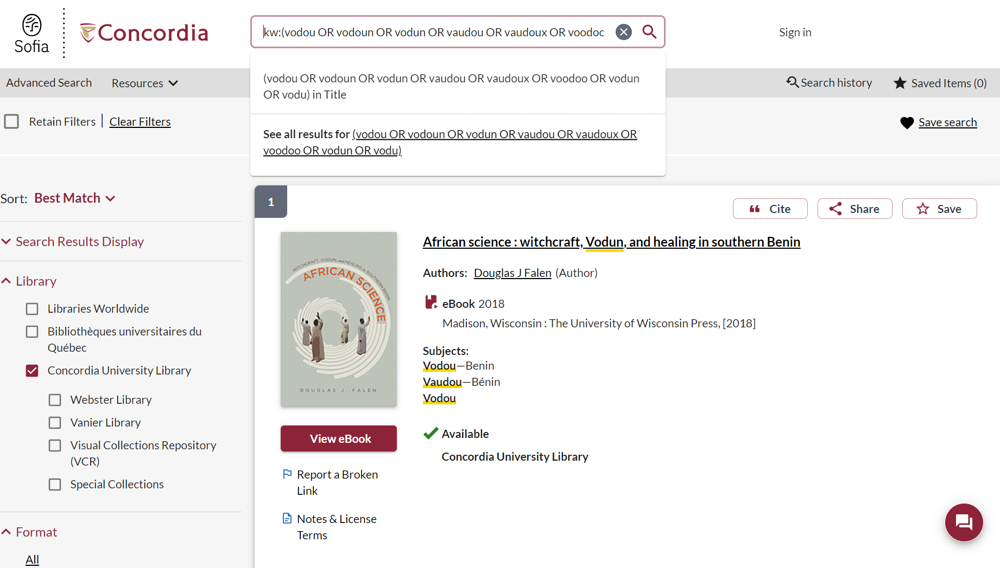 Sofia
Concordia
kw:(vodou OR vodoun OR vodun OR vaudou OR vaudoux OR voodoo
Sign in
(vodou OR vodoun OR vodun OR vaudou OR vaudoux OR voodoo OR vodun
OR vodu) in Title
See all results for (vodou OR vodoun OR vodun OR vaudou OR vaudoux OR
voodoo OR vodun OR vodu)
Advanced Search
Resources
Search history
Saved Items (0)
Retain Filters
Clear Filters
Save search
Sort: Best Match
Search Results Display
Library
Libraries Worldwide
Bibliothèques universitaires du
Québec
Concordia University Library
Webster Library
Vanier Library
Visual Collections Repository
(VCR)
Special Collections
Format
All
1
Cite
Share
Save
WITCHCRAFT, VODUN, and HEALING in SOUTHERN BENIN
AFRICAN SCIENCE
DOUGLAS J. FALEN
African science : witchcraft, Vodun, and healing in southern Benin
Authors: Douglas J Falen (Author)
eBook 2018
Madison, Wisconsin : The University of Wisconsin Press, [2018]
Subjects:
Vodou—Benin
Vaudou—Bénin
Vodou
View eBook
Available
Concordia University Library
Report a Broken
Link
Notes & License
Terms